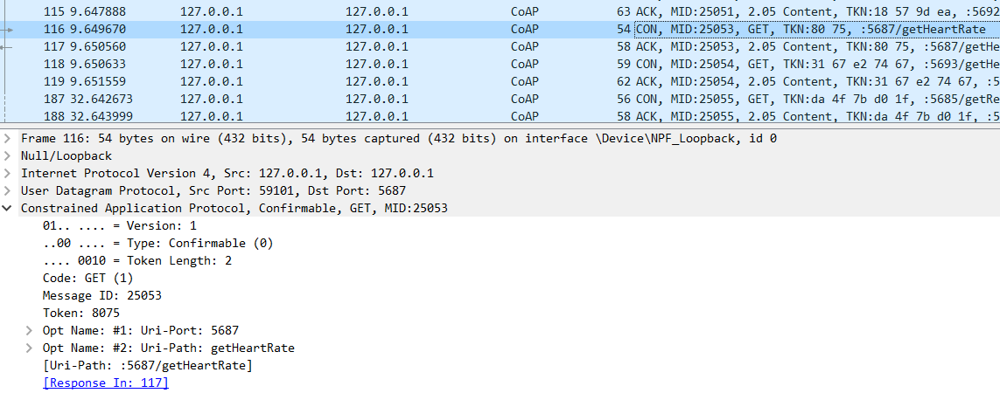 115 9.647888 127.0.0.1 127.0.0.1 CoAP 63 ACK, MID:25051, 2.05 Content, TKN:18 57 9d ea, :5692
116 9.649670 127.0.0.1 127.0.0.1 CoAP 54 CON, MID:25053, GET, TKN:80 75, :5687/getHeartRate
117 9.650560 127.0.0.1 127.0.0.1 CoAP 58 ACK, MID:25053, 2.05 Content, TKN:80 75, :5687/getHe
118 9.650633 127.0.0.1 127.0.0.1 CoAP 59 CON, MID:25054, GET, TKN:31 67 e2 74 67, :5693/getHe
119 9.651559 127.0.0.1 127.0.0.1 CoAP 62 ACK, MID:25054, 2.05 Content, TKN:31 67 e2 74 67, :
187 32.642673 127.0.0.1 127.0.0.1 CoAP 56 CON, MID:25055, GET, TKN:da 4f 7b d0 1f, :5685/getRe
188 32.643999 127.0.0.1 127.0.0.1 CoAP 58 ACK, MID:25055, 2.05 Content, TKN:da 4f 7b d0 1f, :
Frame 116: 54 bytes on wire (432 bits), 54 bytes captured (432 bits) on interface \Device\NPF_Loopback, id 0
Null/Loopback
Internet Protocol Version 4, Src: 127.0.0.1, Dst: 127.0.0.1
User Datagram Protocol, Src Port: 59101, Dst Port: 5687
Constrained Application Protocol, Confirmable, GET, MID:25053
01.. .... = Version: 1
..00 .... = Type: Confirmable (0)
.... 0010 = Token Length: 2
Code: GET (1)
Message ID: 25053
Token: 8075
Opt Name: #1: Uri-Port: 5687
Opt Name: #2: Uri-Path: getHeartRate
[Uri-Path: :5687/getHeartRate]
[Response In: 117]